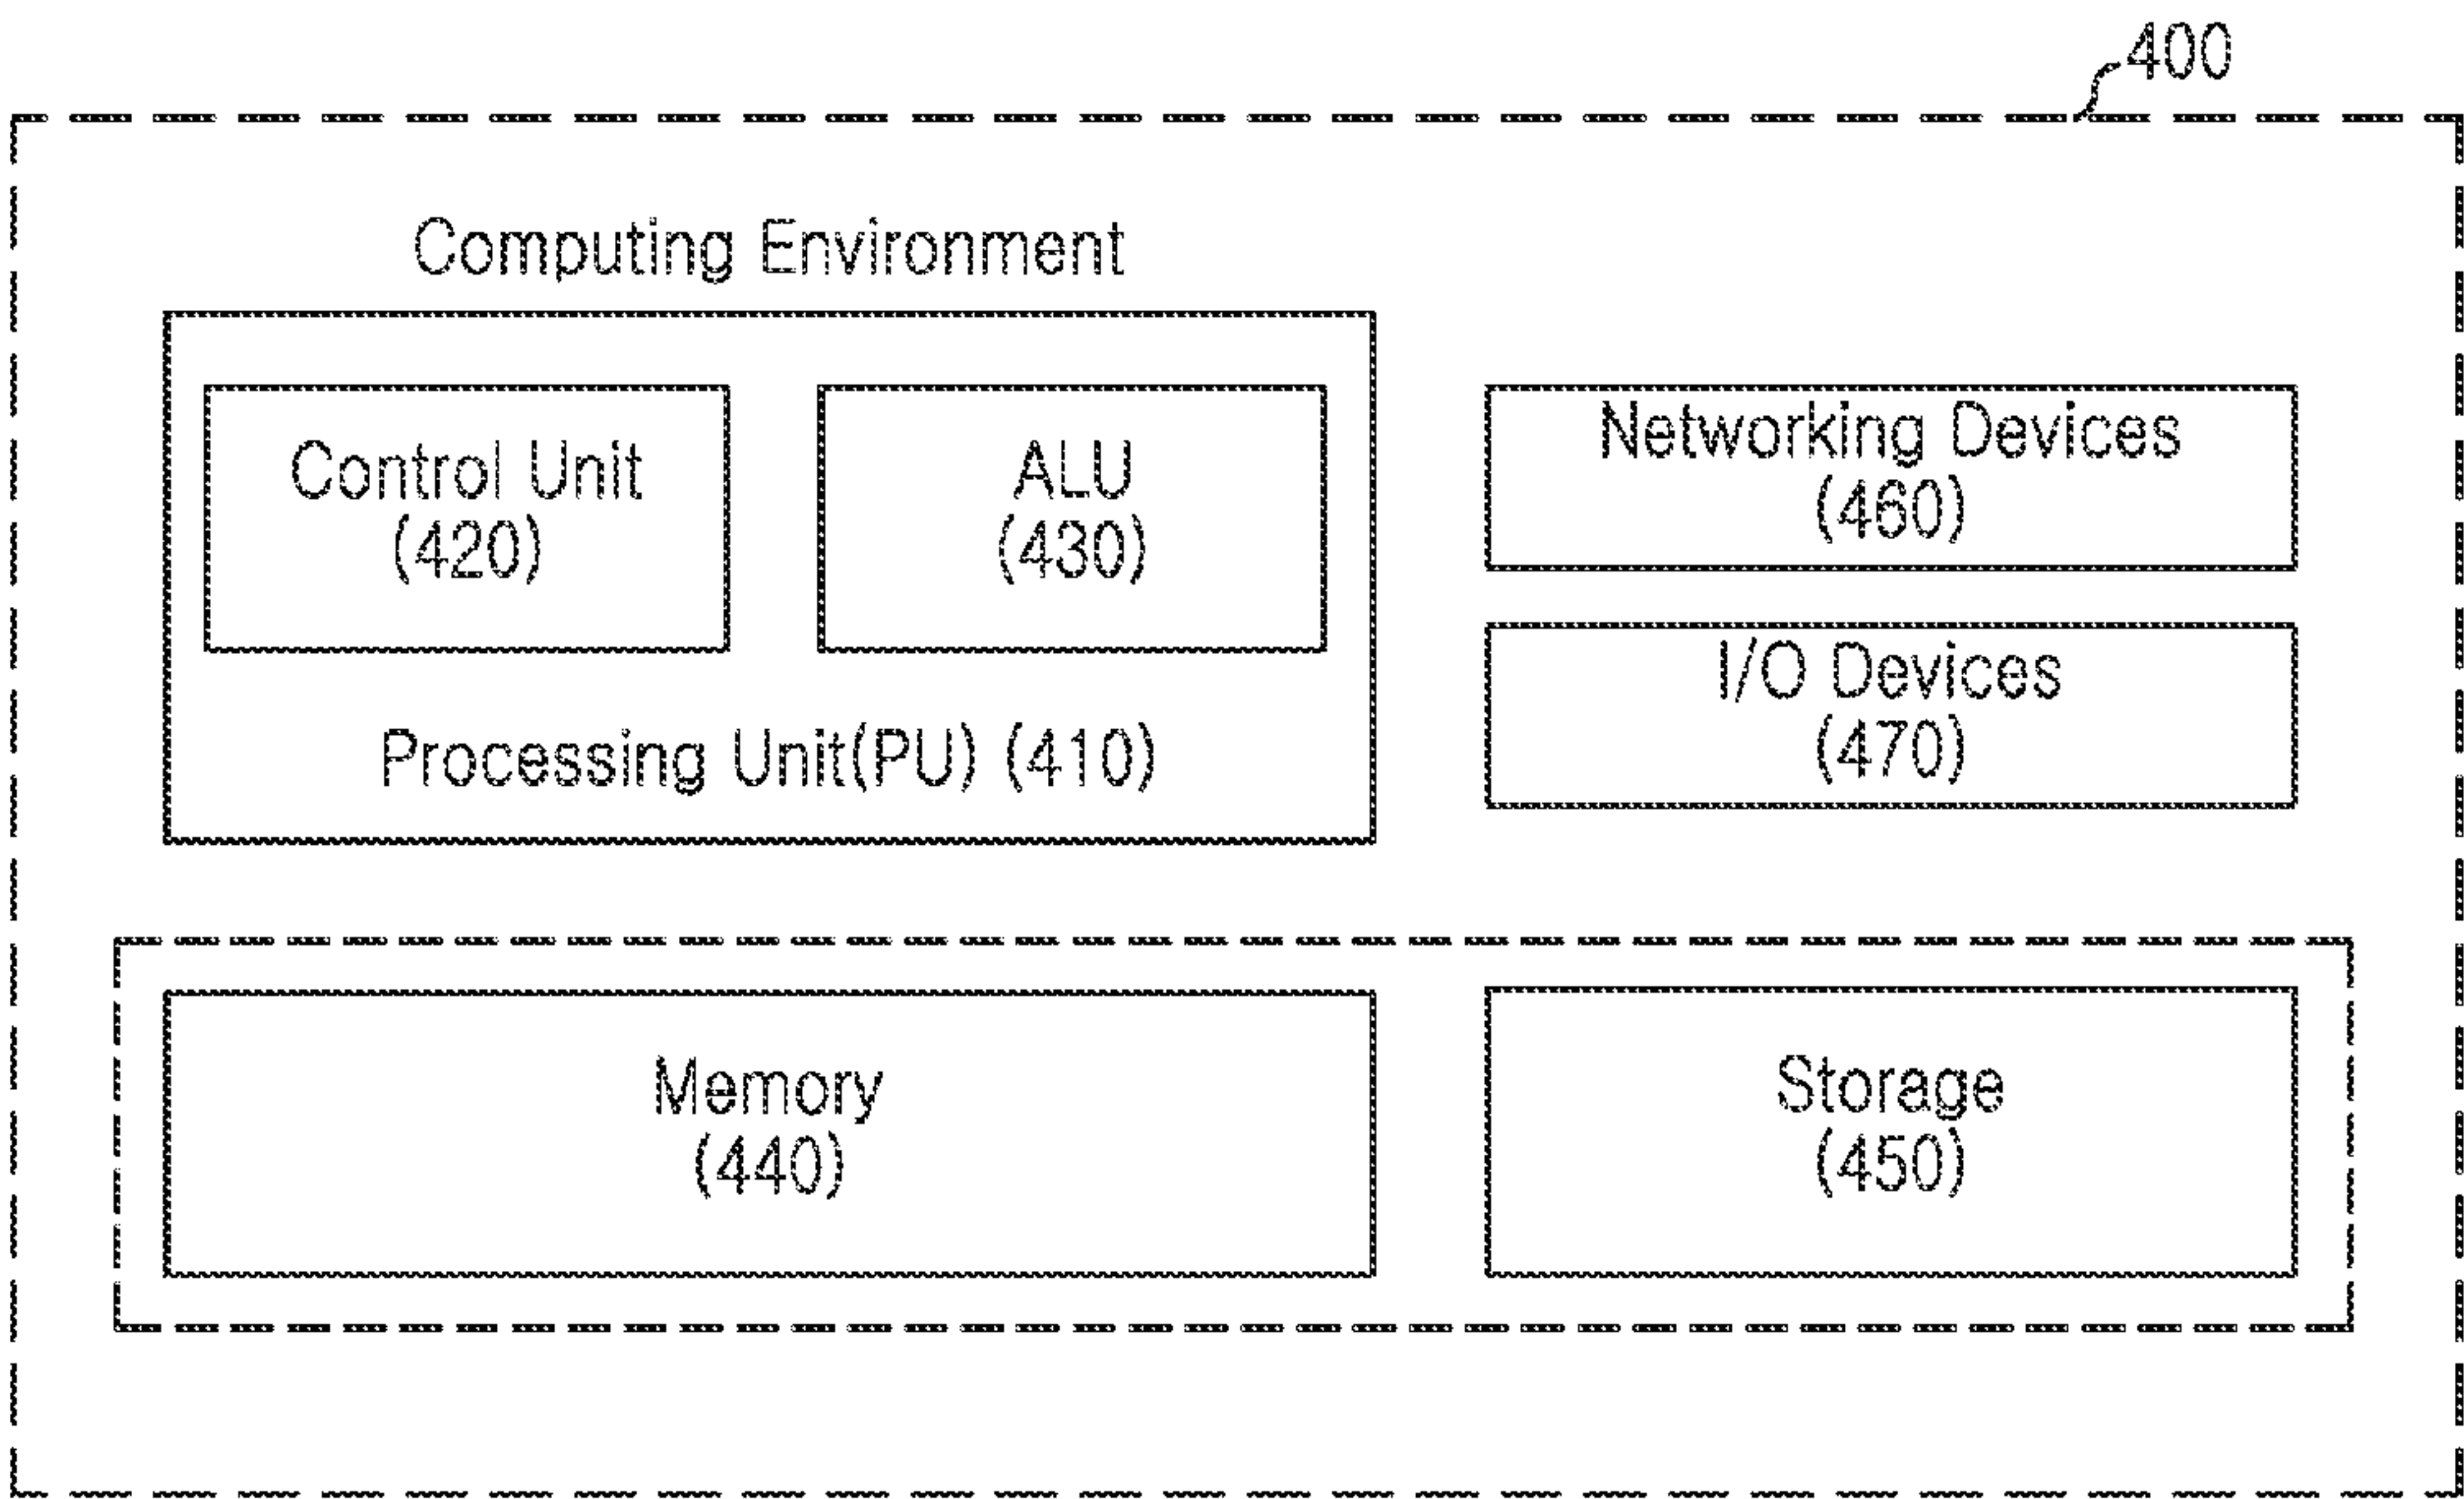 400
Computing Environment
Control Unit
(420)
ALU
(430)
Processing Unit(PU) (410)
Networking Devices
(460)
I/O Devices
(470)
Memory
(440)
Storage
(450)